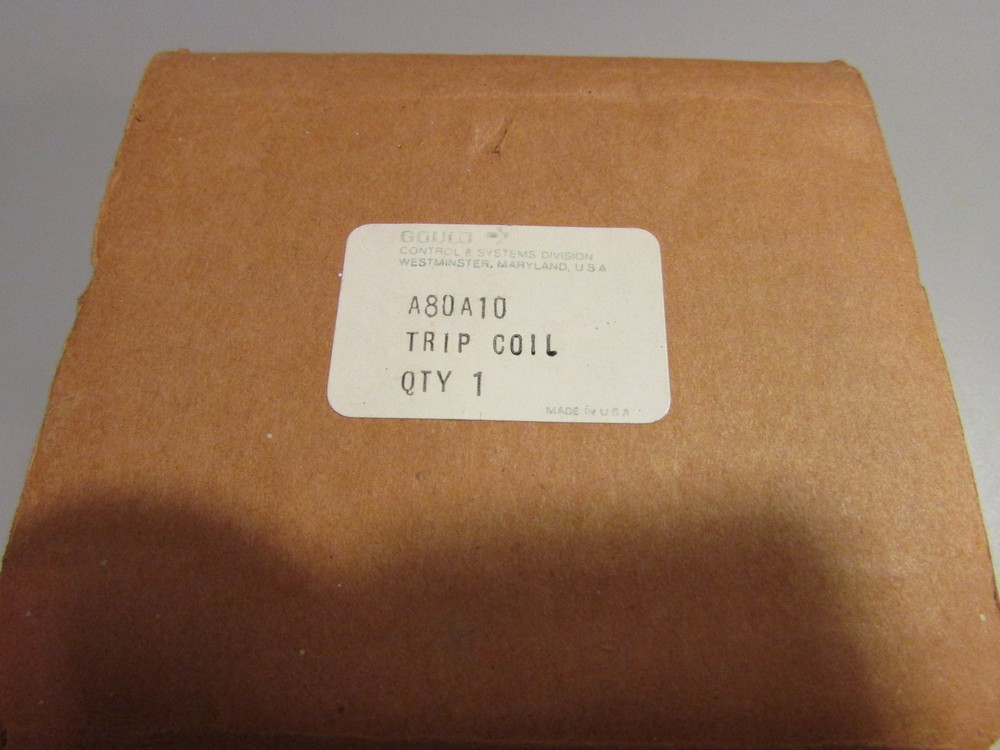 GOULD
CONTROL & SYSTEMS DIVISION
WESTMINSTER, MARYLAND, U S A
A80A10
TRIP COIL
QTY 1
MADE IN U S A